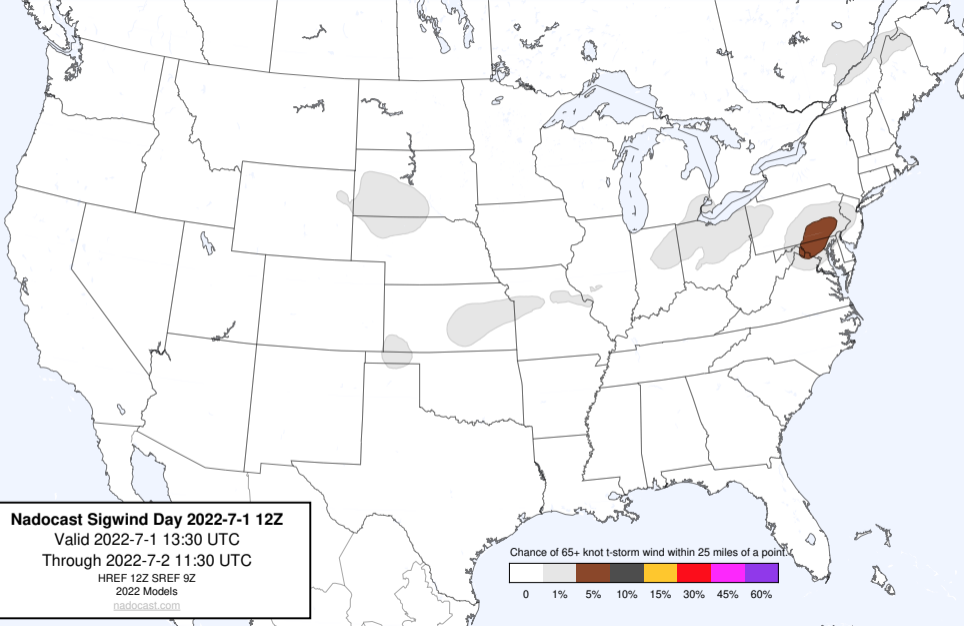 Nadocast Sigwind Day 2022-7-1 12Z
Valid 2022-7-1 13:30 UTC
Through 2022-7-2 11:30 UTC
HREF 12Z SREF 9Z
2022 Models
nadocast.com
Chance of 65+ knot t-storm wind within 25 miles of a point.
0 1% 5% 10% 15% 30% 45% 60%